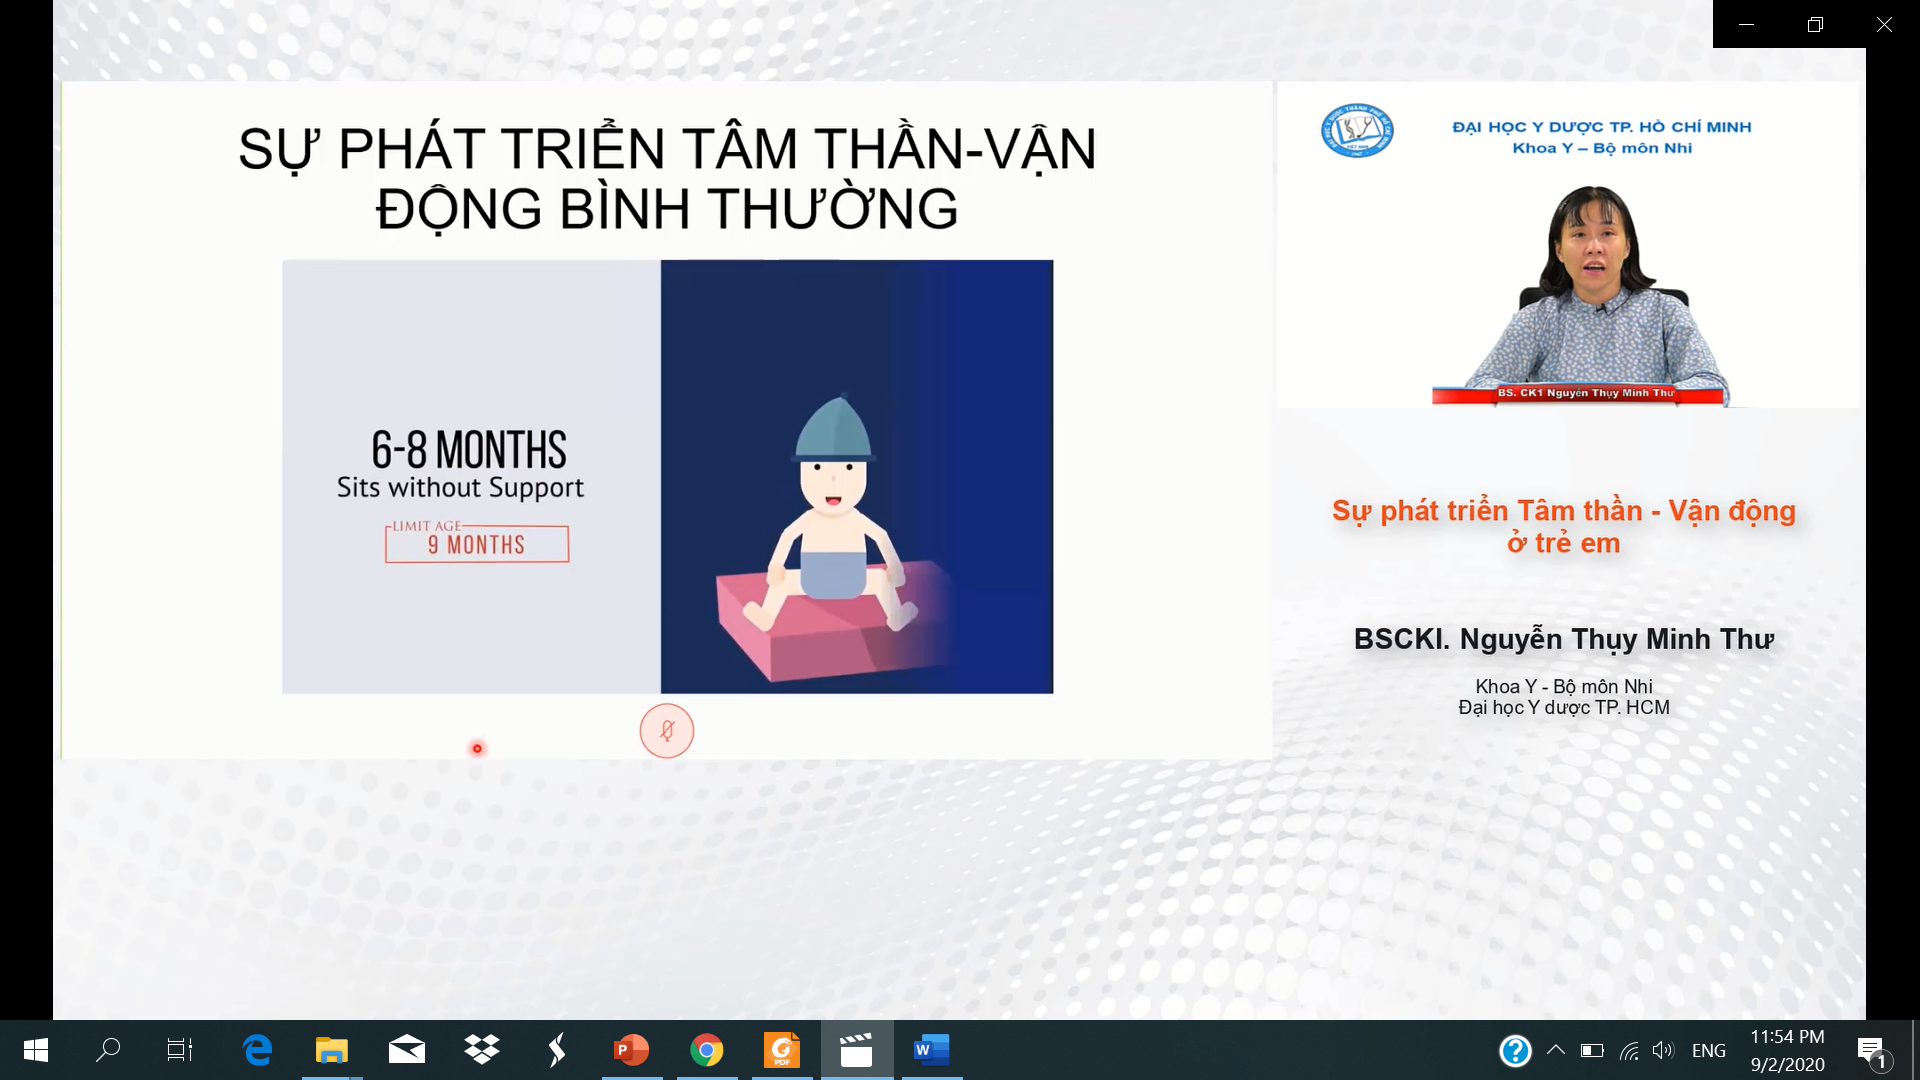 SỰ PHÁT TRIỂN TÂM THẦN-VẬN
ĐỘNG BÌNH THƯỜNG
6-8 MONTHS
Sits without Support
LIMIT AGE
9 MONTHS
ĐẠI HỌC Y DƯỢC TP. HỒ CHÍ MINH
Khoa Y – Bộ môn Nhi
BS. CK1 Nguyễn Thụy Minh Thư
Sự phát triển Tâm thần - Vận động
ở trẻ em
BSCKI. Nguyễn Thụy Minh Thư
Khoa Y - Bộ môn Nhi
Đại học Y dược TP. HCM
PDF
ENG
11:54 PM
9/2/2020
1